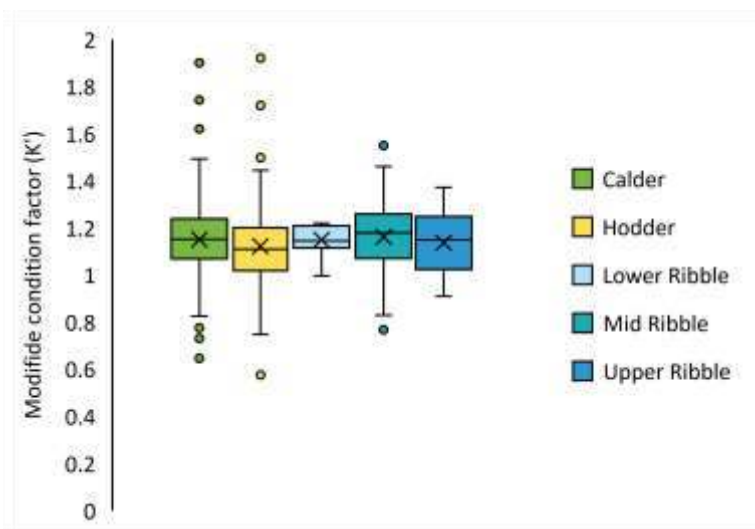 Modifide condition factor (K')
2
1.8
1.6
1.4
1.2
1
0.8
0.6
0.4
0.2
0
Calder
Hodder
Lower Ribble
Mid Ribble
Upper Ribble